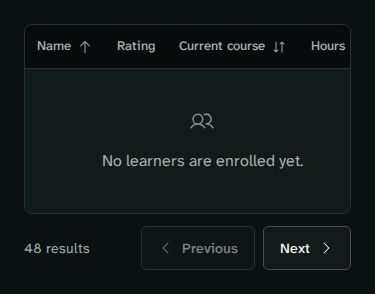 Name Rating Current course Hours
No learners are enrolled yet.
48 results Previous Next